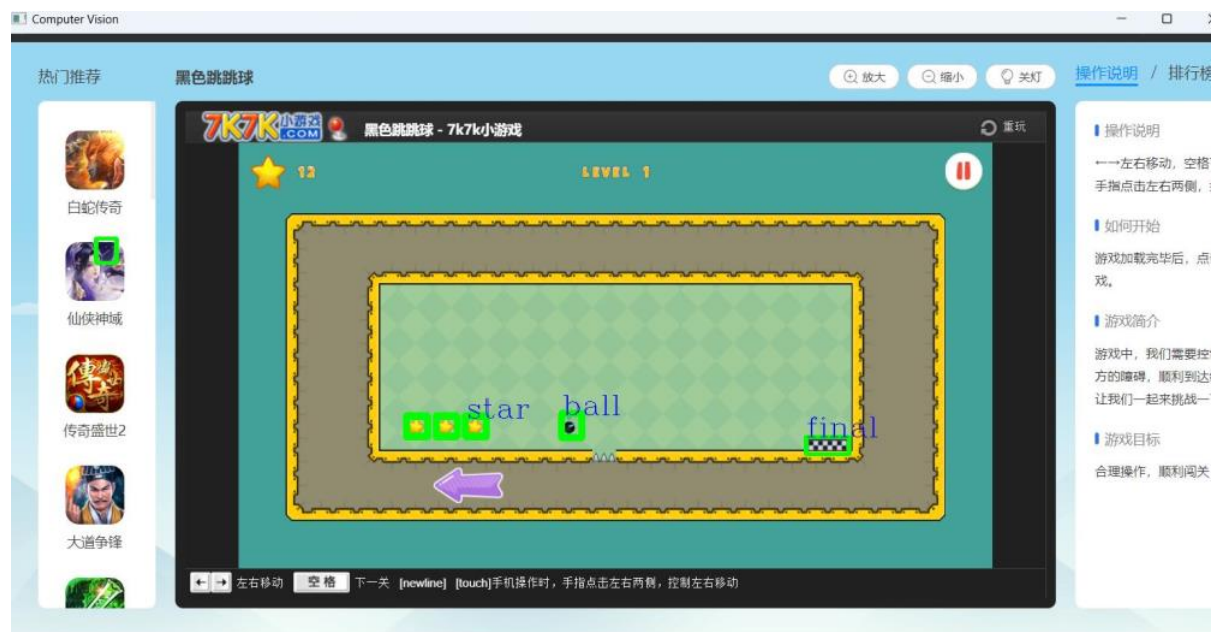 Computer Vision
热门推荐
黑色跳跳球
放大
缩小
关灯
操作说明 / 排行榜
7K7K小游戏.COM
黑色跳跳球 - 7k7k小游戏
重玩
12
LEVEL 1
白蛇传奇
仙侠神域
传奇盛世2
大道争锋
star
ball
final
← → 左右移动 空格 下一关 [newline] [touch]手机操作时，手指点击左右两侧，控制左右移动
操作说明
←一→左右移动，空格
手指点击左右两侧，
如何开始
游戏加载完毕后，点
戏。
游戏简介
游戏中，我们需要控
方的障碍，顺利到达
让我们一起来挑战一
游戏目标
合理操作，顺利闯关